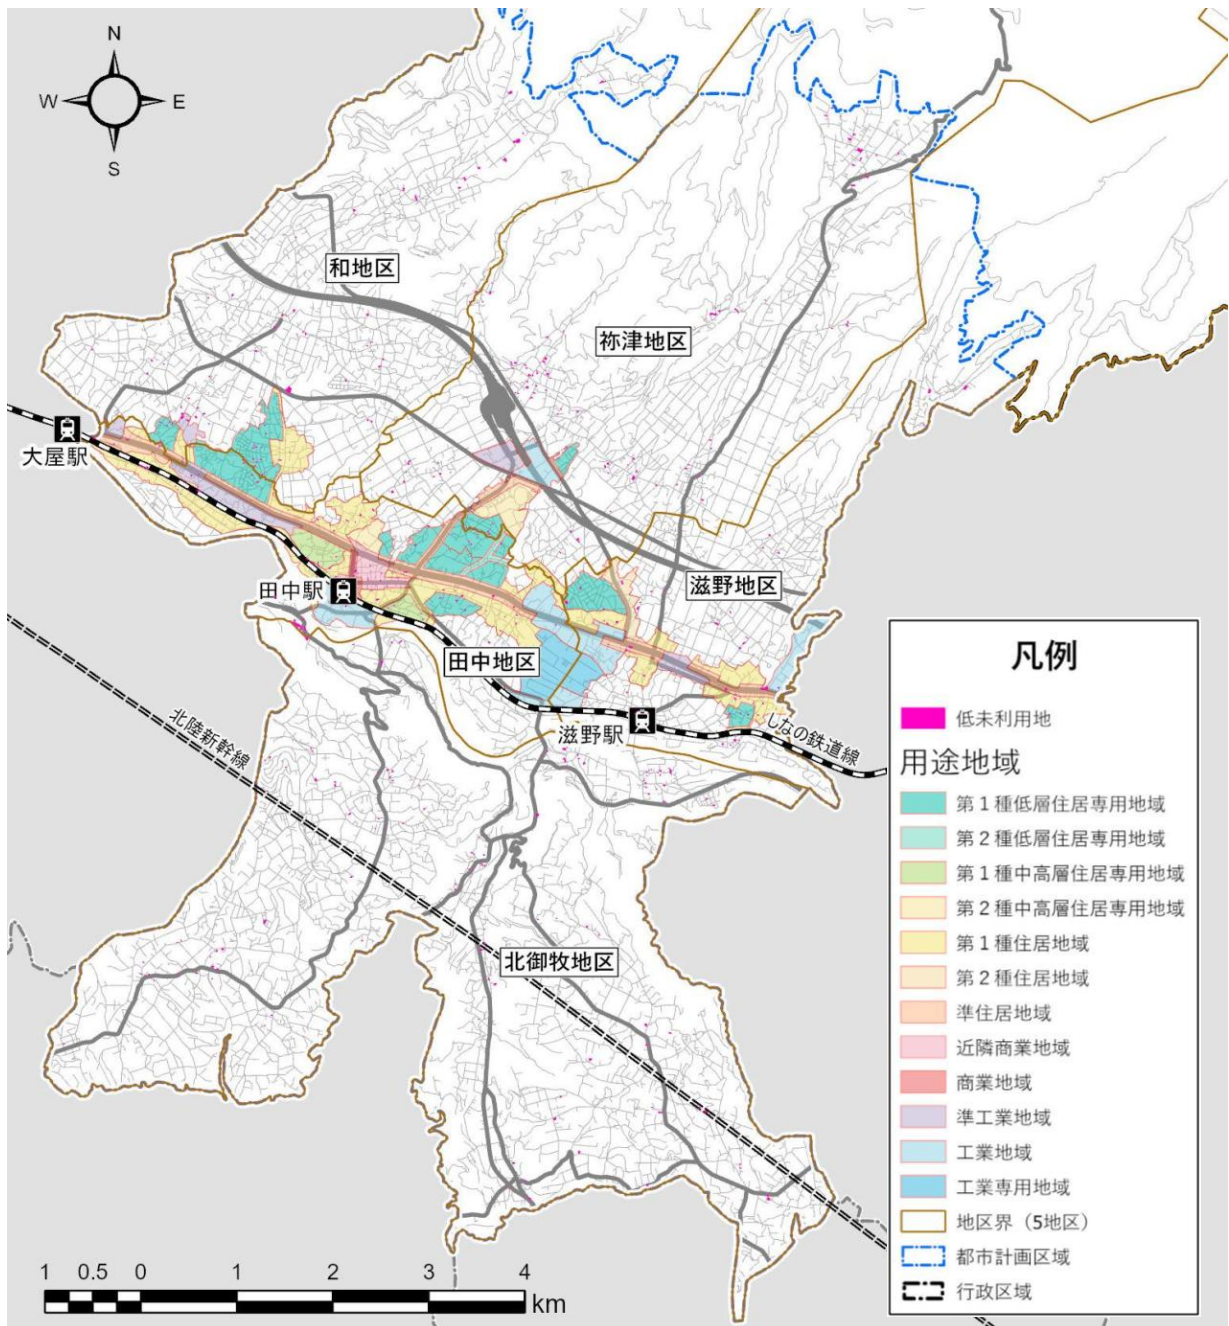 N
W E
S
和地区
祢津地区
大屋駅
田中駅
滋野地区
田中地区
滋野駅
しなの鉄道線
北陸新幹線
北御牧地区
凡例
低未利用地
用途地域
第1種低層住居専用地域
第2種低層住居専用地域
第1種中高層住居専用地域
第2種中高層住居専用地域
第1種住居地域
第2種住居地域
準住居地域
近隣商業地域
商業地域
準工業地域
工業地域
工業専用地域
地区界（5地区）
都市計画区域
行政区域
1 0.5 0 1 2 3 4
km